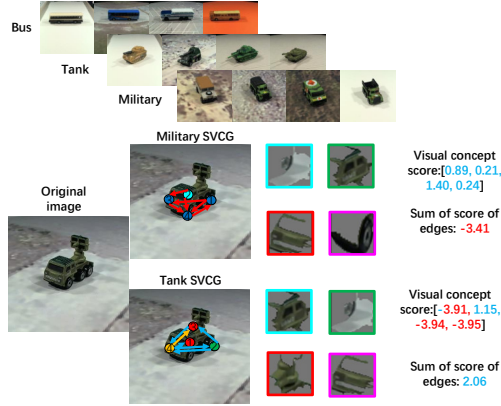 Bus
Tank
Military
Military SVCG
Original
image
Visual concept
score:[0.89, 0.21,
1.40, 0.24]
Sum of score of
edges: -3.41
Tank SVCG
Visual concept
score:[-3.91, 1.15,
-3.94, -3.95]
Sum of score of
edges: 2.06